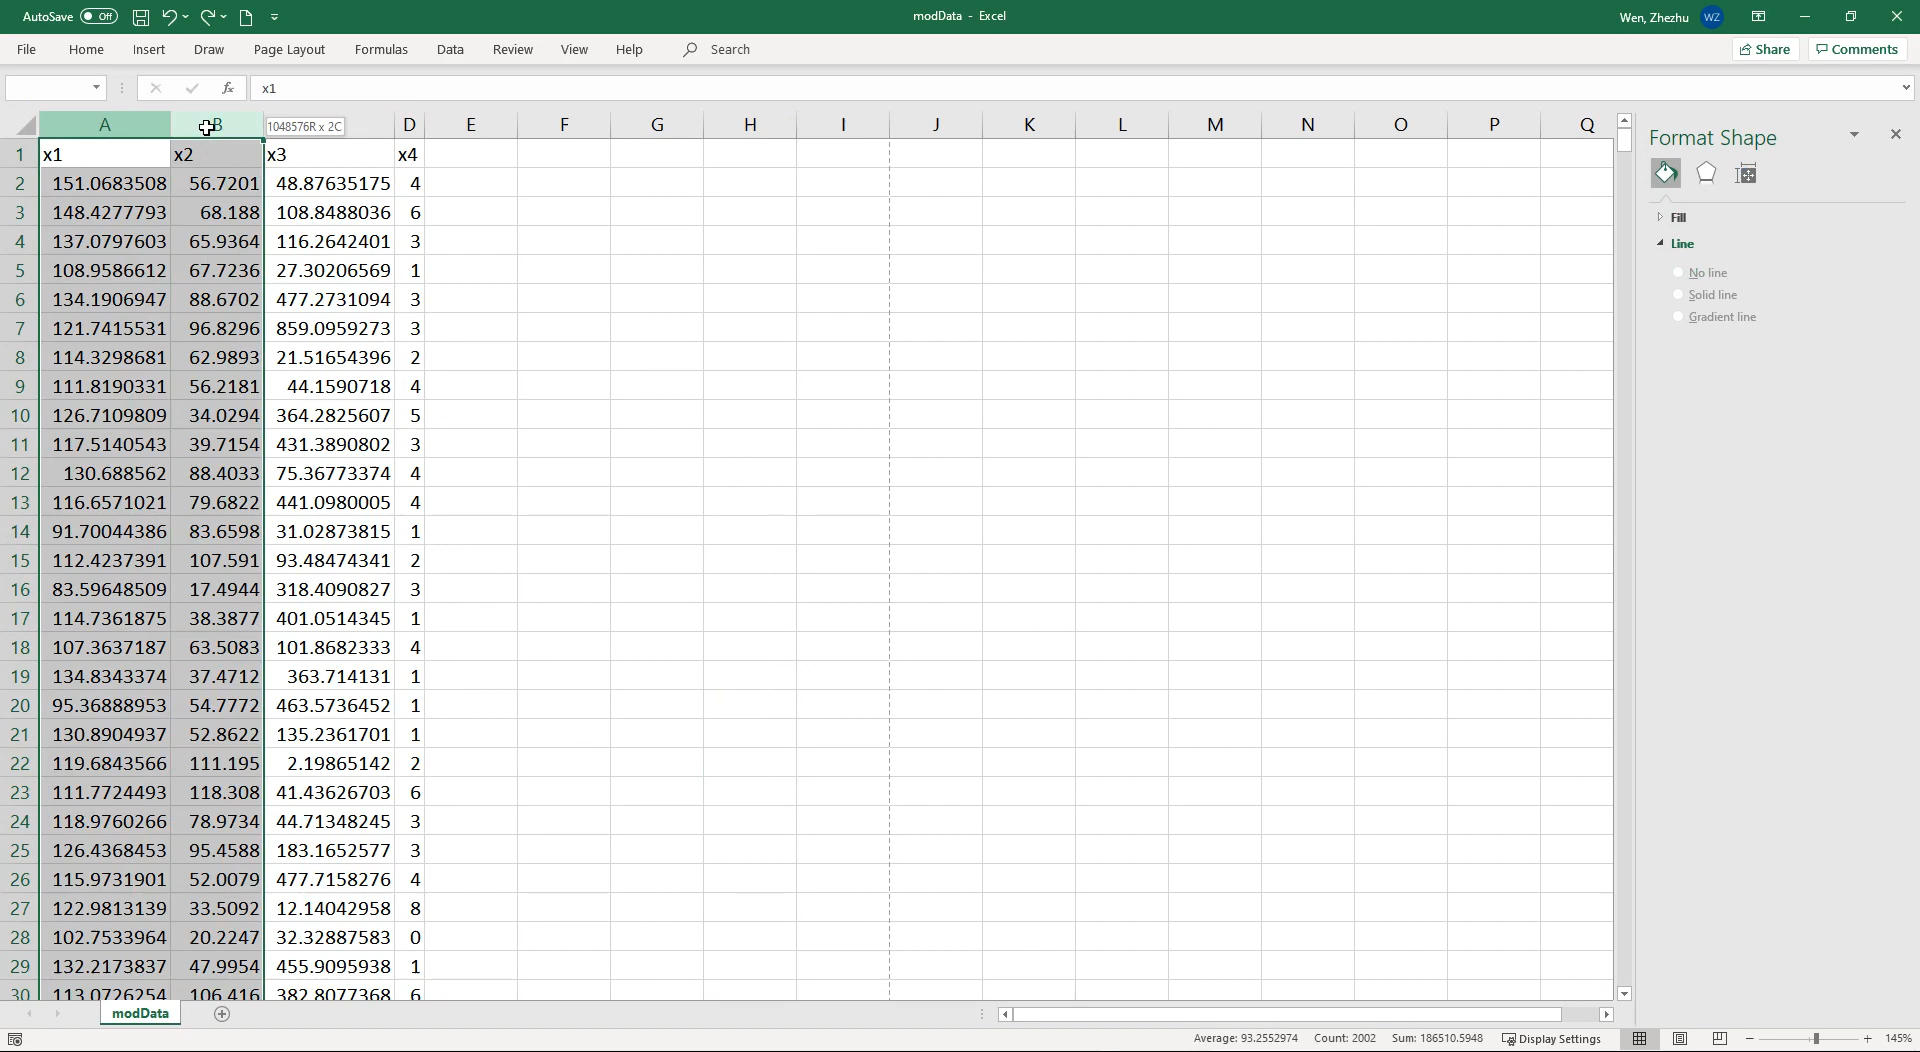 AutoSave Off modData - Excel Wen, Zhezhu WZ
File Home Insert Draw Page Layout Formulas Data Review View Help Search Share Comments
fx x1
A B 1048576R x 2C D E F G H I J K L M N O P Q
1 x1 x2 x3 x4
2 151.0683508 56.7201 48.87635175 4
3 148.4277793 68.188 108.8488036 6
4 137.0797603 65.9364 116.2642401 3
5 108.9586612 67.7236 27.30206569 1
6 134.1906947 88.6702 477.2731094 3
7 121.7415531 96.8296 859.0959273 3
8 114.3298681 62.9893 21.51654396 2
9 111.8190331 56.2181 44.1590718 4
10 126.7109809 34.0294 364.2825607 5
11 117.5140543 39.7154 431.3890802 3
12 130.688562 88.4033 75.36773374 4
13 116.6571021 79.6822 441.0980005 4
14 91.70044386 83.6598 31.02873815 1
15 112.4237391 107.591 93.48474341 2
16 83.59648509 17.4944 318.4090827 3
17 114.7361875 38.3877 401.0514345 1
18 107.3637187 63.5083 101.8682333 4
19 134.8343374 37.4712 363.714131 1
20 95.36888953 54.7772 463.5736452 1
21 130.8904937 52.8622 135.2361701 1
22 119.6843566 111.195 2.19865142 2
23 111.7724493 118.308 41.43626703 6
24 118.9760266 78.9734 44.71348245 3
25 126.4368453 95.4588 183.1652577 3
26 115.9731901 52.0079 477.7158276 4
27 122.9813139 33.5092 12.14042958 8
28 102.7533964 20.2247 32.32887583 0
29 132.2173837 47.9954 455.9095938 1
30 113.0726254 106.416 382.8077368 6
Format Shape
Fill
Line
No line
Solid line
Gradient line
modData
Average: 93.2552974 Count: 2002 Sum: 186510.5948 Display Settings 145%